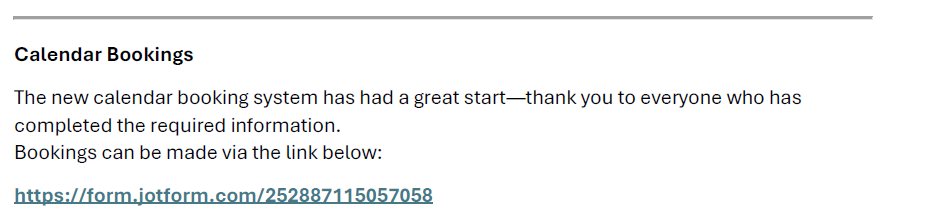 Calendar Bookings
The new calendar booking system has had a great start—thank you to everyone who has
completed the required information.
Bookings can be made via the link below:
https://form.jotform.com/252887115057058